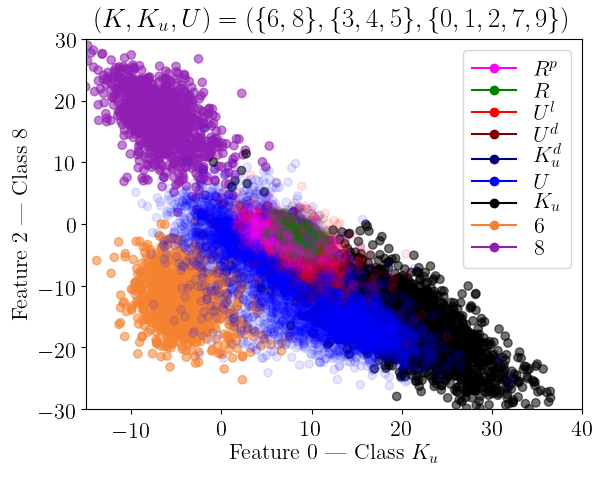 (K, K_u, U) = ({6, 8}, {3, 4, 5}, {0, 1, 2, 7, 9})
30
20
10
0
−10
−20
−30
Feature 2 — Class 8
R^p
R
U^l
U^d
K_u^d
U
K_u
6
8
−10
0
10
20
30
40
Feature 0 — Class K_u